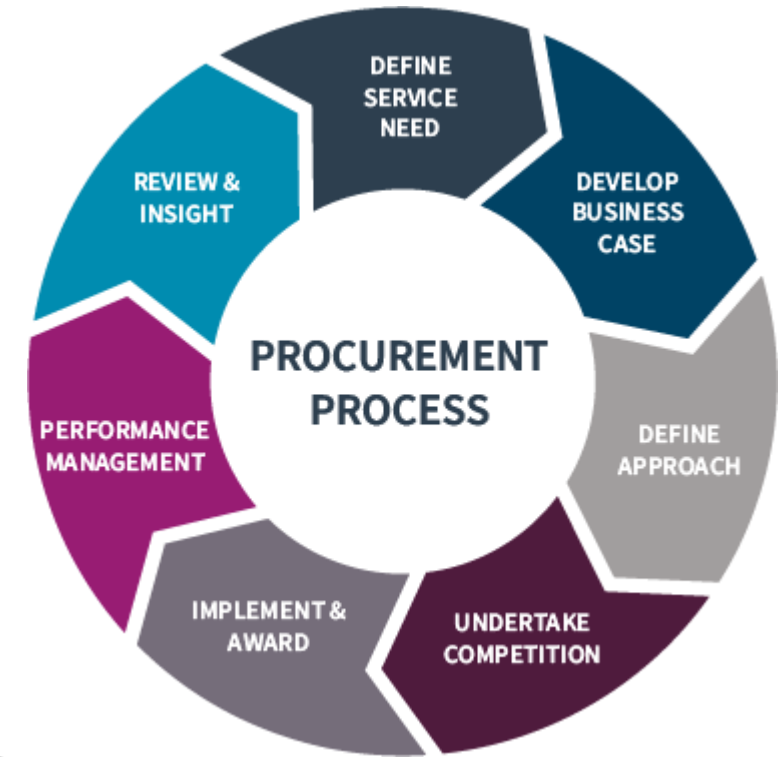 DEFINE
SERVICE
NEED
DEVELOP
BUSINESS
CASE
DEFINE
APPROACH
UNDERTAKE
COMPETITION
IMPLEMENT &
AWARD
PERFORMANCE
MANAGEMENT
REVIEW &
INSIGHT
PROCUREMENT
PROCESS